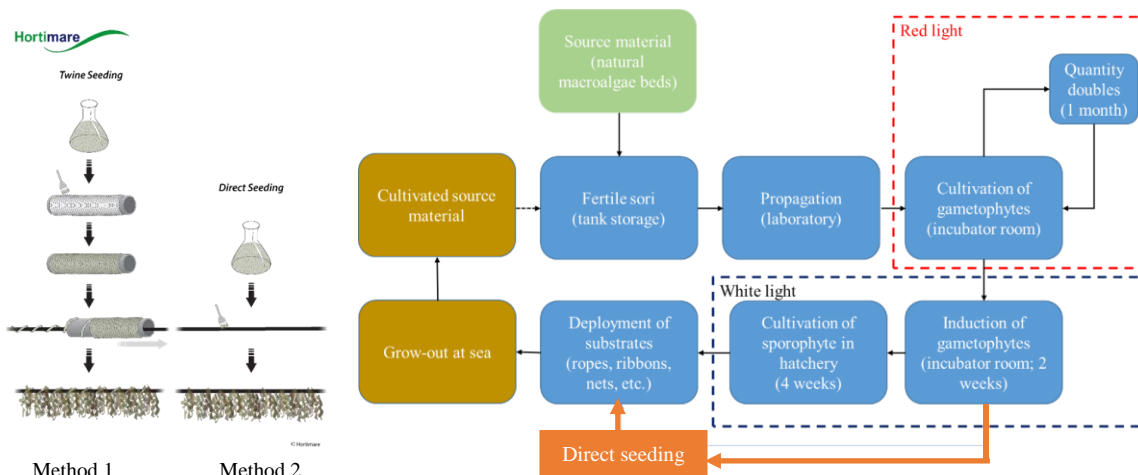 Hortimare
Twine Seeding
Direct Seeding
© Hortimare
Method 1
Method 2
Source material
(natural
macroalgae beds)
Red light
Quantity
doubles
(1 month)
Cultivated source
material
Fertile sori
(tank storage)
Propagation
(laboratory)
Cultivation of
gametophytes
(incubator room)
White light
Grow-out at sea
Deployment of
substrates
(ropes, ribbons,
nets, etc.)
Cultivation of
sporophyte in
hatchery
(4 weeks)
Induction of
gametophytes
(incubator room; 2
weeks)
Direct seeding